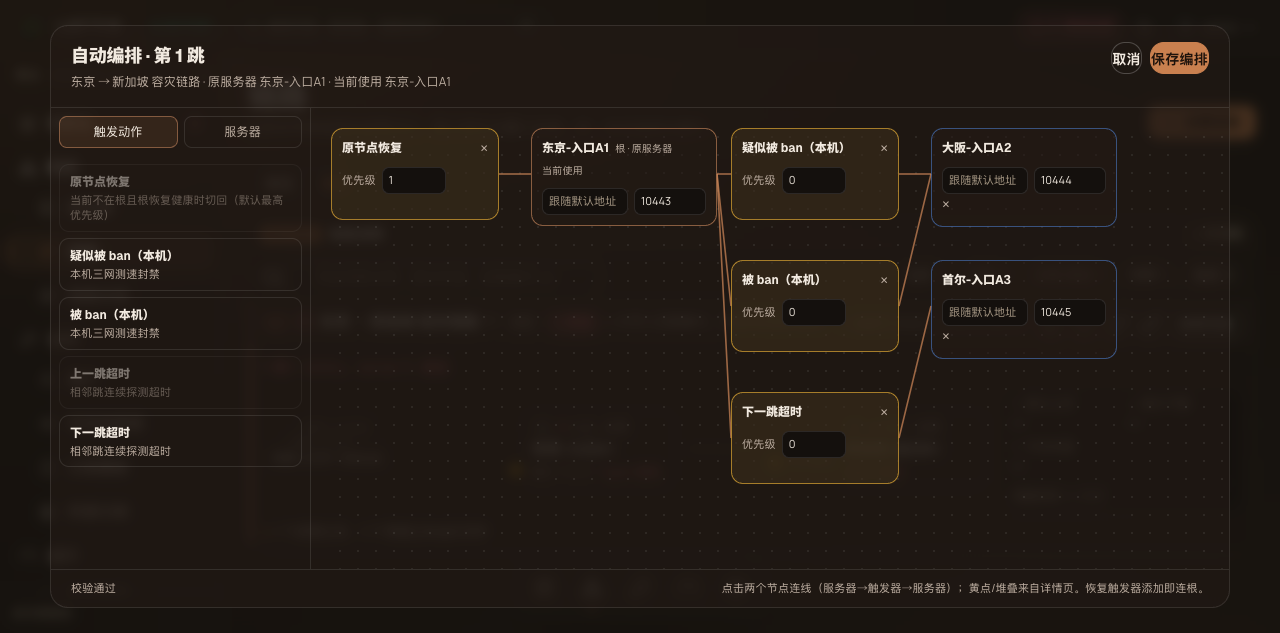 自动编排 · 第 1 跳
东京 → 新加坡 容灾链路 · 原服务器 东京-入口A1 · 当前使用 东京-入口A1
取消
保存编排
触发动作
服务器
原节点恢复
当前不在根且根恢复健康时切回（默认最高
优先级）
疑似被 ban（本机）
本机三网测速封禁
被 ban（本机）
本机三网测速封禁
上一跳超时
相邻跳连续探测超时
下一跳超时
相邻跳连续探测超时
原节点恢复 ×
优先级 1
东京-入口A1 根 · 原服务器
当前使用
跟随默认地址 10443
疑似被 ban（本机） ×
优先级 0
大阪-入口A2
跟随默认地址 10444
×
被 ban（本机） ×
优先级 0
首尔-入口A3
跟随默认地址 10445
×
下一跳超时 ×
优先级 0
校验通过
点击两个节点连线（服务器→触发器→服务器）；黄点/堆叠来自详情页。恢复触发器添加即连根。